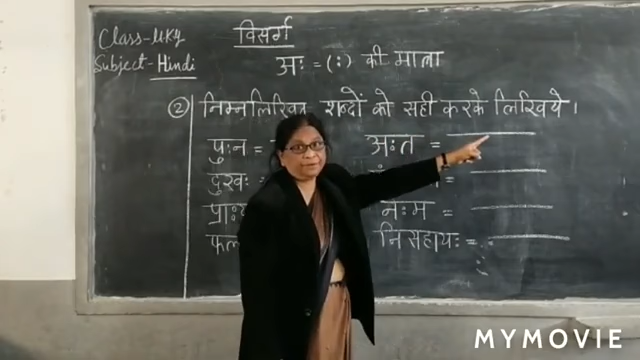 Class-UKG
Subject-Hindi
विसर्ग
अः = (ः) की माला
② निम्नलिखित शब्दों को सही करके लिखिये।
पुःन = अःत =
दुखः =
प्राः नःम =
फल निसहायः =
MYMOVIE